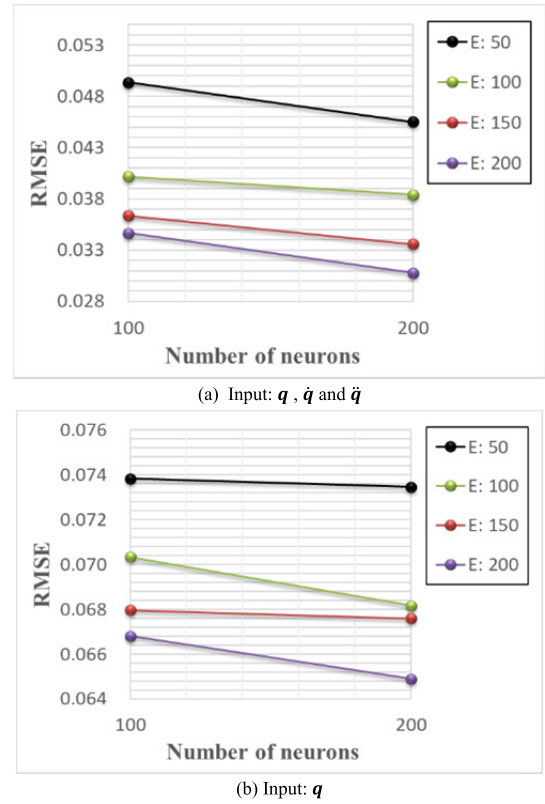 0.053
0.048
0.043
0.038
0.033
0.028
RMSE
100
200
Number of neurons
E: 50
E: 100
E: 150
E: 200
(a) Input: q , q̇ and q̈
0.076
0.074
0.072
0.070
0.068
0.066
0.064
RMSE
100
200
Number of neurons
E: 50
E: 100
E: 150
E: 200
(b) Input: q